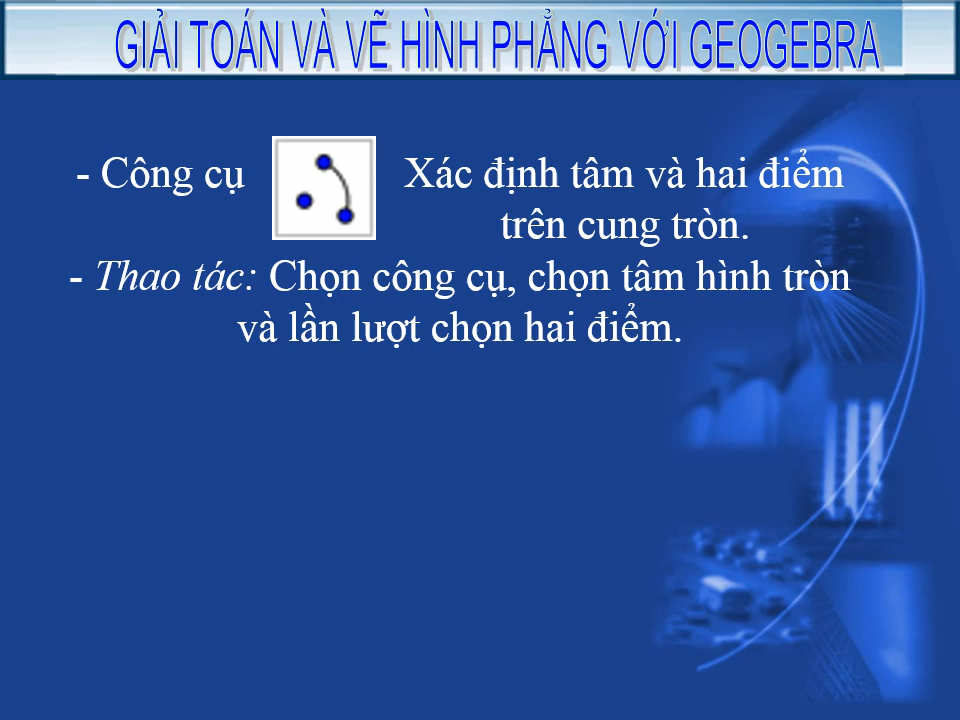 GIẢI TOÁN VÀ VẼ HÌNH PHẲNG VỚI GEOGEBRA
- Công cụ Xác định tâm và hai điểm
trên cung tròn.
- Thao tác: Chọn công cụ, chọn tâm hình tròn
và lần lượt chọn hai điểm.